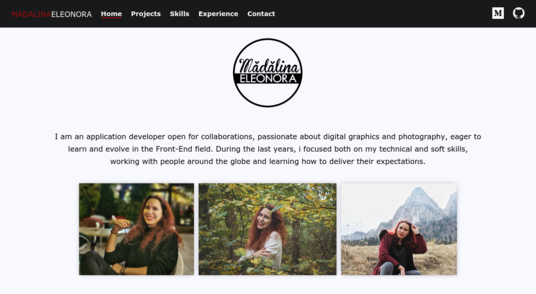 MADALINAELEONORA Home Projects Skills Experience Contact
Mădălina
ELEONORA
I am an application developer open for collaborations, passionate about digital graphics and photography, eager to
learn and evolve in the Front-End field. During the last years, i focused both on my technical and soft skills,
working with people around the globe and learning how to deliver their expectations.